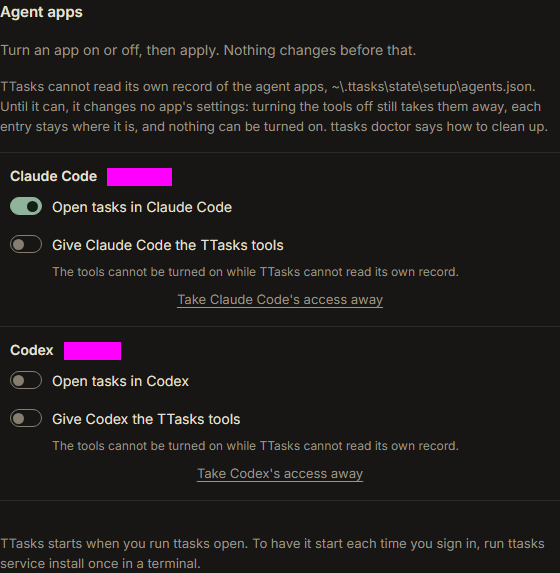 Agent apps
Turn an app on or off, then apply. Nothing changes before that.
TTasks cannot read its own record of the agent apps, ~\.ttasks\state\setup\agents.json.
Until it can, it changes no app's settings: turning the tools off still takes them away, each
entry stays where it is, and nothing can be turned on. ttasks doctor says how to clean up.
Claude Code
Open tasks in Claude Code
Give Claude Code the TTasks tools
The tools cannot be turned on while TTasks cannot read its own record.
Take Claude Code's access away
Codex
Open tasks in Codex
Give Codex the TTasks tools
The tools cannot be turned on while TTasks cannot read its own record.
Take Codex's access away
TTasks starts when you run ttasks open. To have it start each time you sign in, run ttasks
service install once in a terminal.